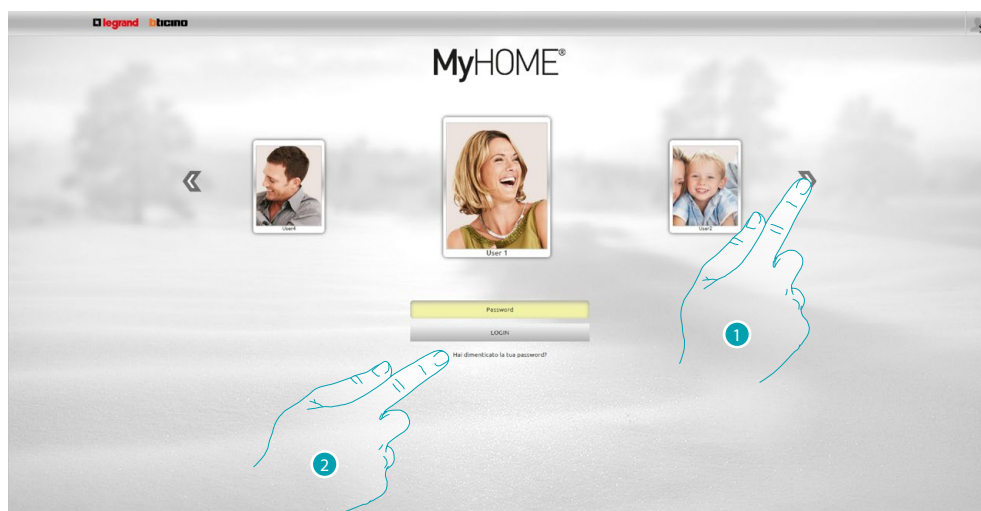 legrand bticino
MyHOME®
User4
User 1
User2
Password
LOGIN
Hai dimenticato la tua password?
1
2